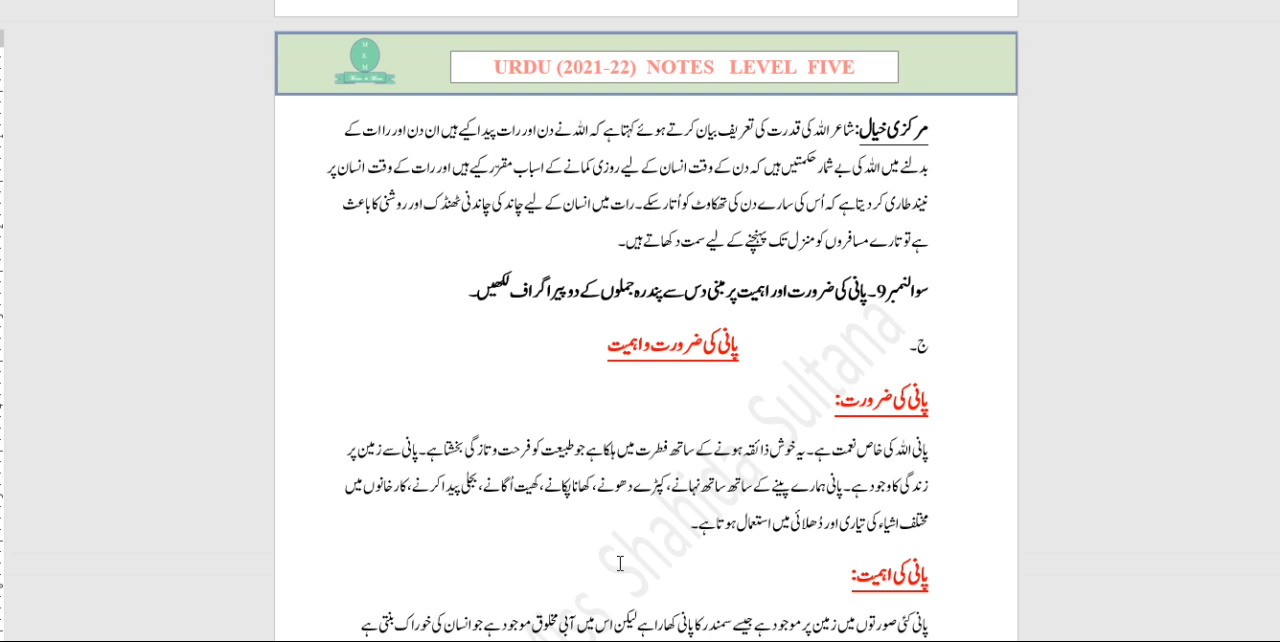 M
K
M
URDU (2021-22) NOTES LEVEL FIVE
مرکزی خیال: شاعر اللہ کی قدرت کی تعریف بیان کرتے ہوئے کہتا ہے کہ اللہ نے دن اور رات پیدا کیے ہیں ان دن اور راات کے
بدلنے میں اللہ کی بے شمار حکمتیں ہیں کہ دن کے وقت انسان کے لیے روزی کمانے کے اسباب مقرّر کیے ہیں اور رات کے وقت انسان پر
نیند طاری کر دیتا ہے کہ اُس کی سارے دن کی تھکاوٹ کو اُتار سکے۔ رات میں انسان کے لیے چاند کی چاندنی ٹھنڈک اور روشنی کا باعث
ہے تو تارے مسافروں کو منزل تک پہنچنے کے لیے سمت دکھاتے ہیں۔
سوالنمبر 9۔ پانی کی ضرورت اور اہمیت پر مبنی دس سے پندرہ جملوں کے دو پیراگراف لکھیں۔
ج۔ پانی کی ضرورت و اہمیت
پانی کی ضرورت:
پانی اللہ کی خاص نعمت ہے۔ یہ خوش ذائقہ ہونے کے ساتھ فطرت میں ہلکا ہے جو طبیعت کو فرحت و تازگی بخشتا ہے۔ پانی سے زمین پر
زندگی کا وجود ہے۔ پانی ہمارے پینے کے ساتھ ساتھ نہانے، کپڑے دھونے، کھانا پکانے، کھیت اُگانے، بجلی پیدا کرنے، کارخانوں میں
مختلف اشیاء کی تیاری اور دُھلائی میں استعمال ہوتا ہے۔
پانی کی اہمیت:
پانی کئی صورتوں میں زمین پر موجود ہے جیسے سمندر کا پانی کھارا ہے لیکن اس میں آبی مخلوق موجود ہے جو انسان کی خوراک بنتی ہے
Shahida Sultana